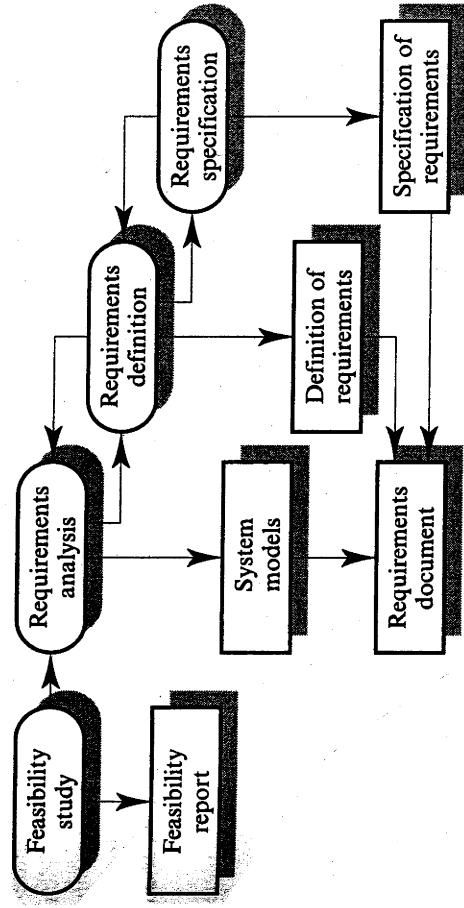 Feasibility
study
Requirements
analysis
Requirements
definition
Requirements
specification
Feasibility
report
System
models
Definition of
requirements
Specification of
requirements
Requirements
document